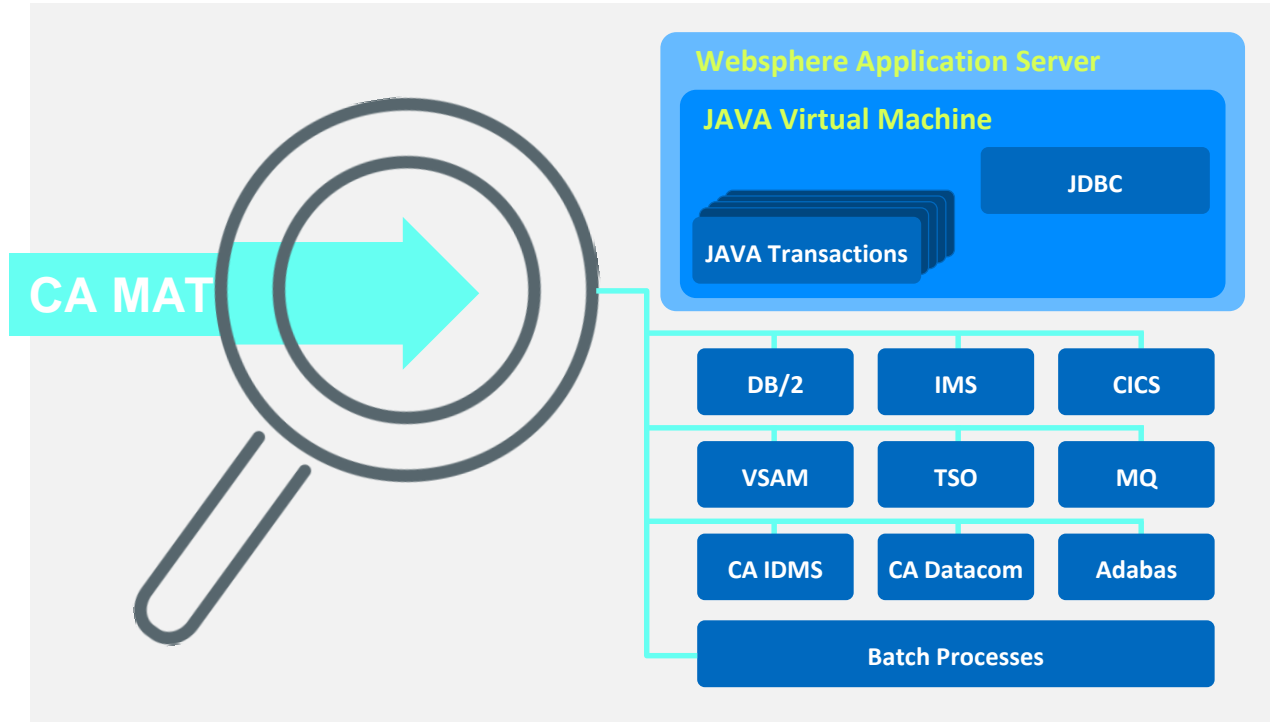 CA MAT
Websphere Application Server
JAVA Virtual Machine
JDBC
JAVA Transactions
DB/2
IMS
CICS
VSAM
TSO
MQ
CA IDMS
CA Datacom
Adabas
Batch Processes